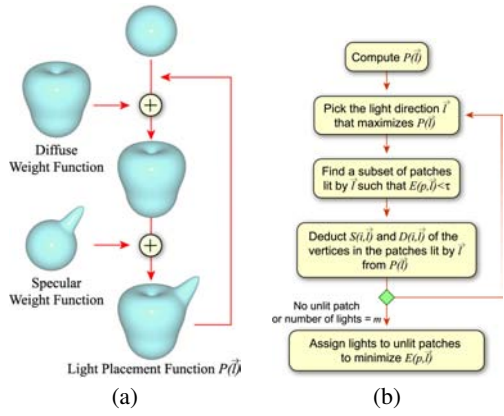 Diffuse
Weight Function
Specular
Weight Function
Light Placement Function P(l⃗)
(a)
Compute P(l⃗)
Pick the light direction l⃗
that maximizes P(l⃗)
Find a subset of patches
lit by l⃗ such that E(p,l⃗)<τ
Deduct S(i,l⃗) and D(i,l⃗) of the
vertices in the patches lit by l⃗
from P(l⃗)
No unlit patch
or number of lights = m
Assign lights to unlit patches
to minimize E(p,l⃗)
(b)